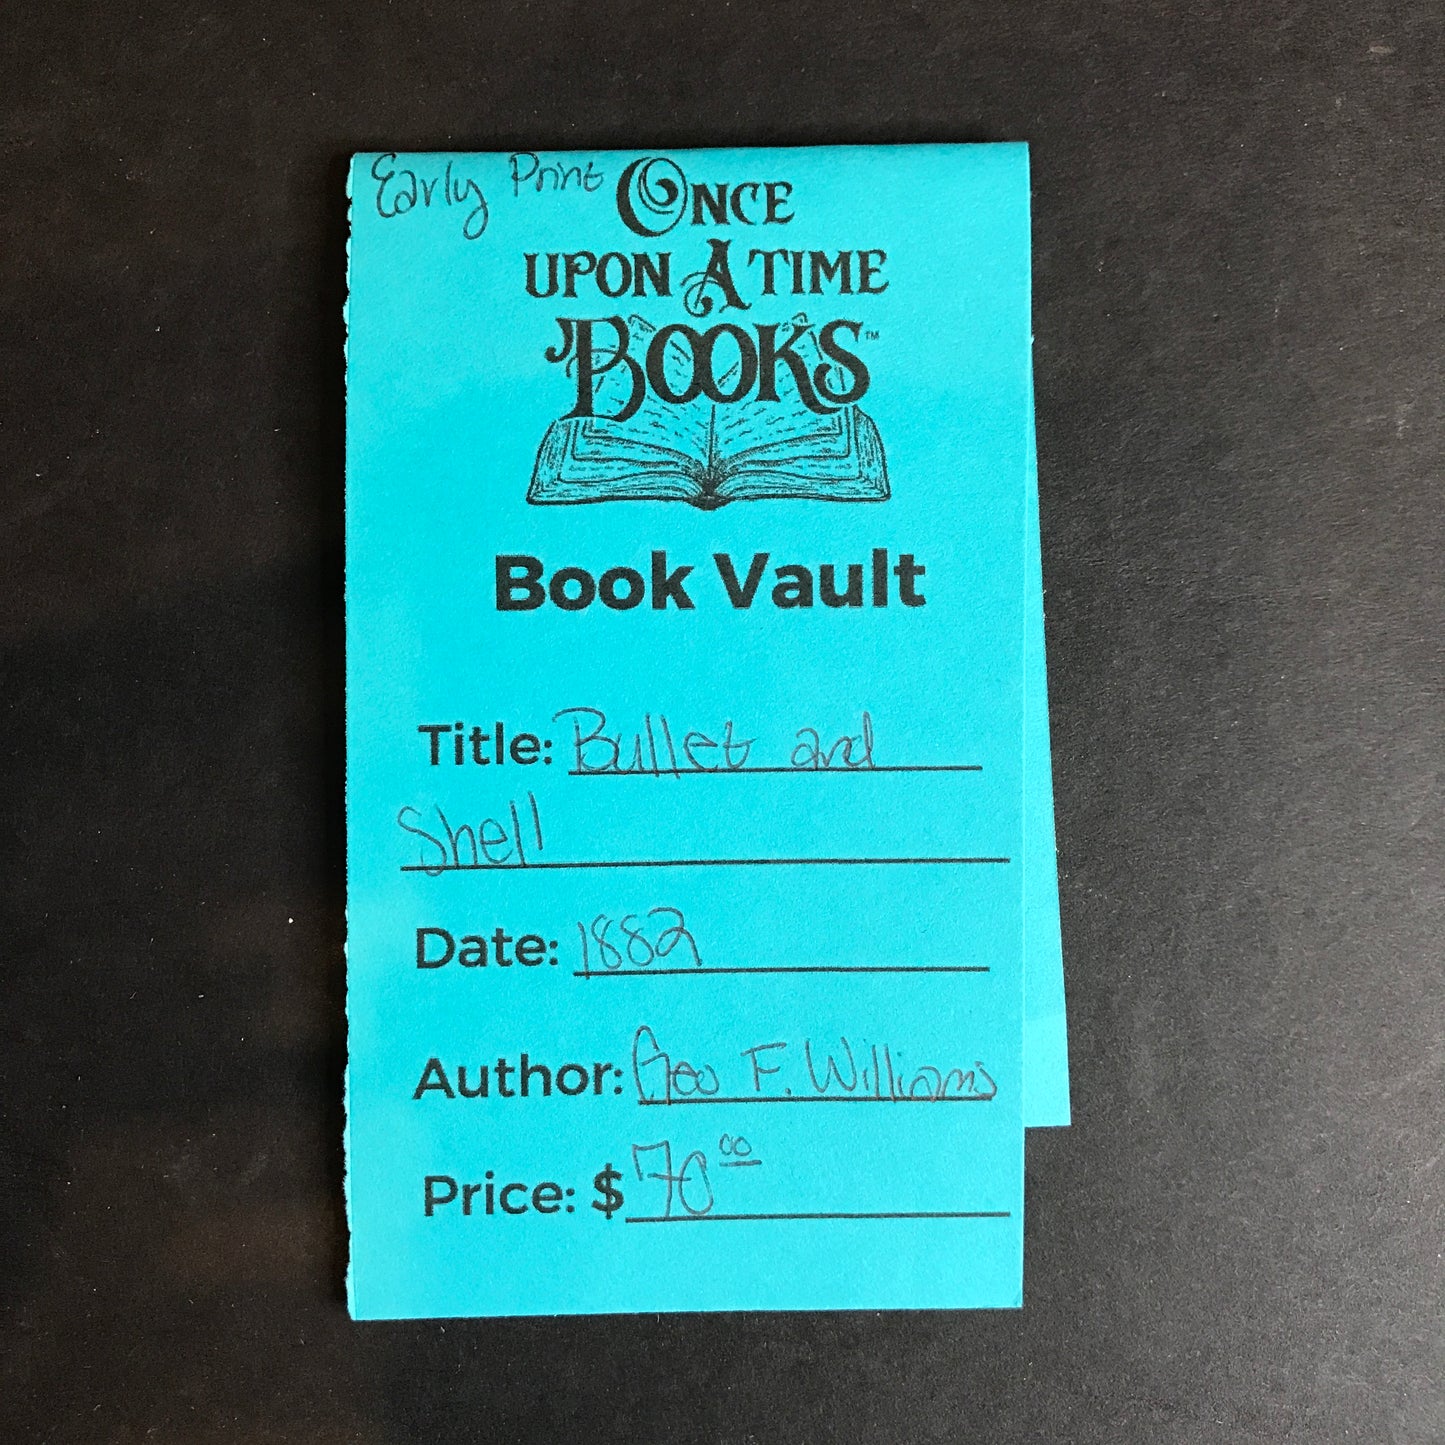 Early Print
ONCE
UPON A TIME
BOOKS™
Book Vault
Title: Bullet and
Shell
Date: 1882
Author: Geo F. Williams
Price: $70.00